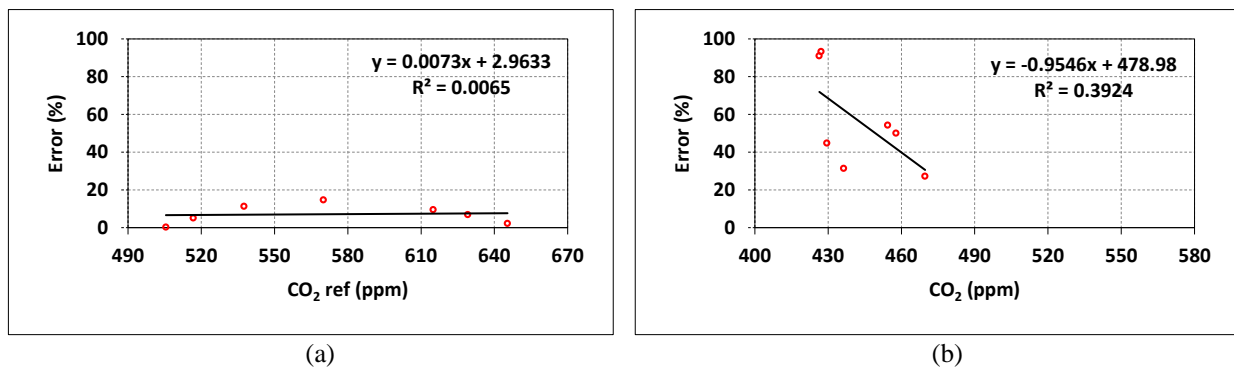 100
80
60
40
20
0
Error (%)
y = 0.0073x + 2.9633
R² = 0.0065
490 520 550 580 610 640 670
CO₂ ref (ppm)
(a)
100
80
60
40
20
0
Error (%)
y = -0.9546x + 478.98
R² = 0.3924
400 430 460 490 520 550 580
CO₂ (ppm)
(b)